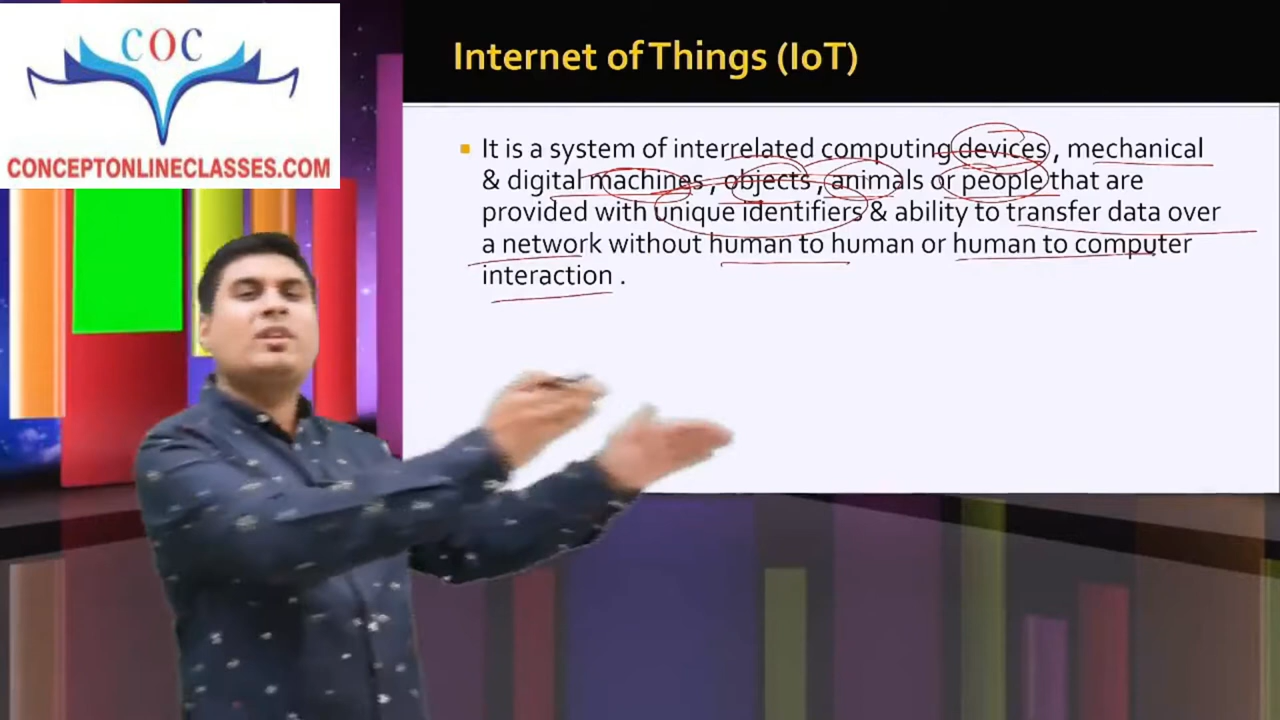 COC
CONCEPTONLINECLASSES.COM
Internet of Things (IoT)
It is a system of interrelated computing devices , mechanical
& digital machines , objects , animals or people that are
provided with unique identifiers & ability to transfer data over
a network without human to human or human to computer
interaction .